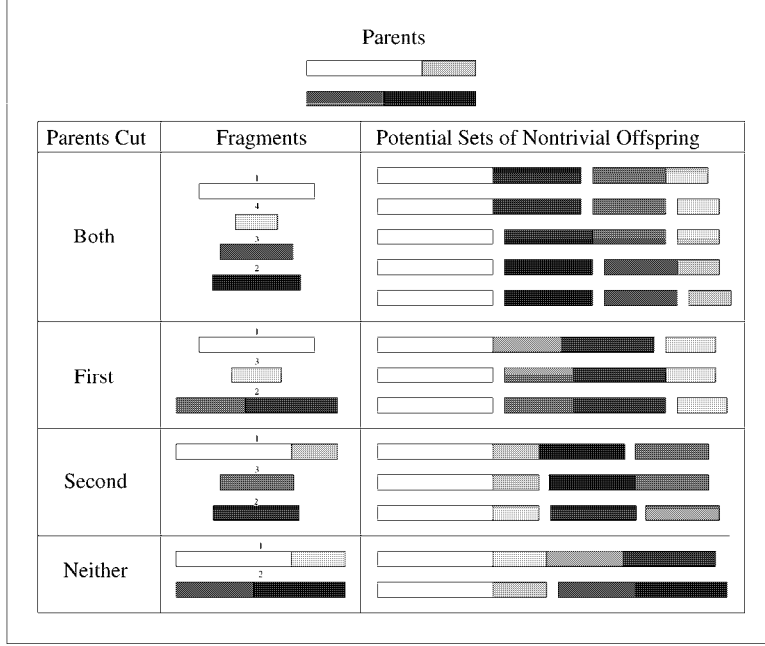 Parents
Parents Cut Fragments Potential Sets of Nontrivial Offspring
Both
1
4
3
2
First
1
3
2
Second
1
3
2
Neither
1
2